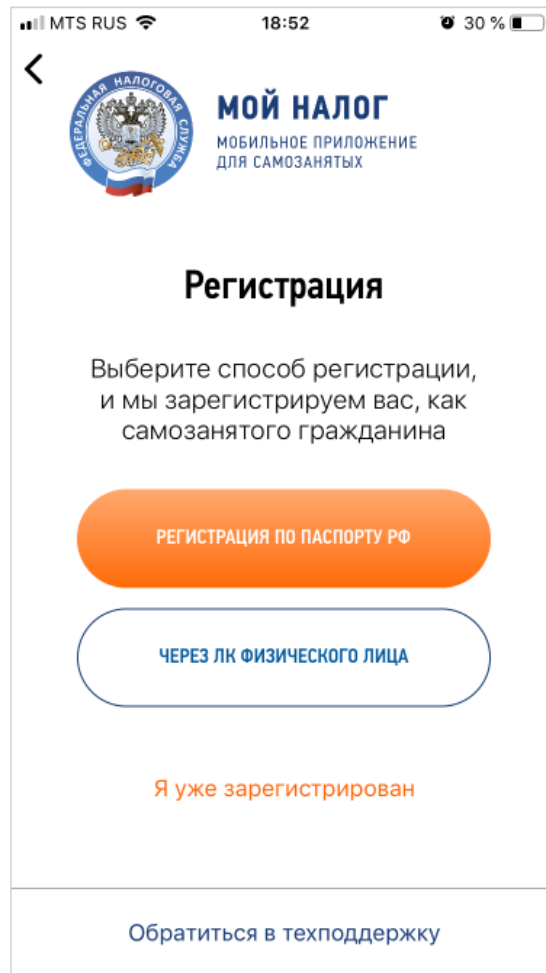 MTS RUS 18:52 30 %
ФЕДЕРАЛЬНАЯ НАЛОГОВАЯ СЛУЖБА
МОЙ НАЛОГ
МОБИЛЬНОЕ ПРИЛОЖЕНИЕ
ДЛЯ САМОЗАНЯТЫХ
Регистрация
Выберите способ регистрации,
и мы зарегистрируем вас, как
самозанятого гражданина
РЕГИСТРАЦИЯ ПО ПАСПОРТУ РФ
ЧЕРЕЗ ЛК ФИЗИЧЕСКОГО ЛИЦА
Я уже зарегистрирован
Обратиться в техподдержку